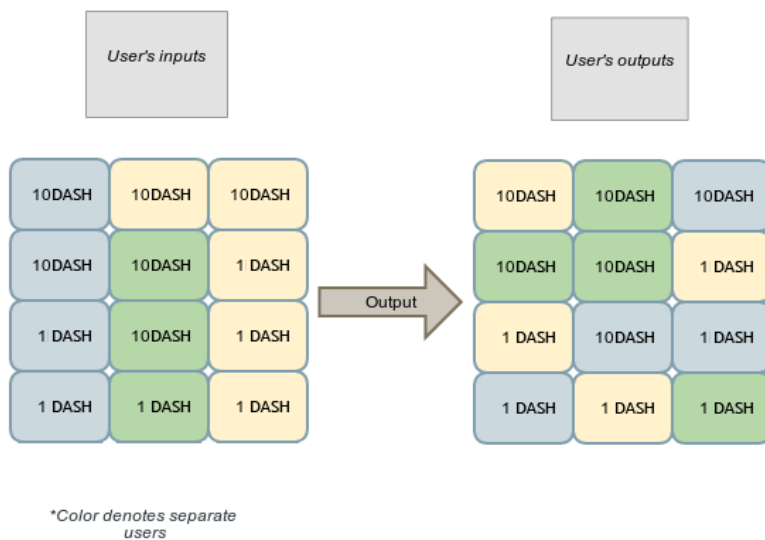 User's inputs
User's outputs
10DASH 10DASH 10DASH
10DASH 10DASH 1 DASH
1 DASH 10DASH 1 DASH
1 DASH 1 DASH 1 DASH
Output
10DASH 10DASH 10DASH
10DASH 10DASH 1 DASH
1 DASH 10DASH 1 DASH
1 DASH 1 DASH 1 DASH
*Color denotes separate
users